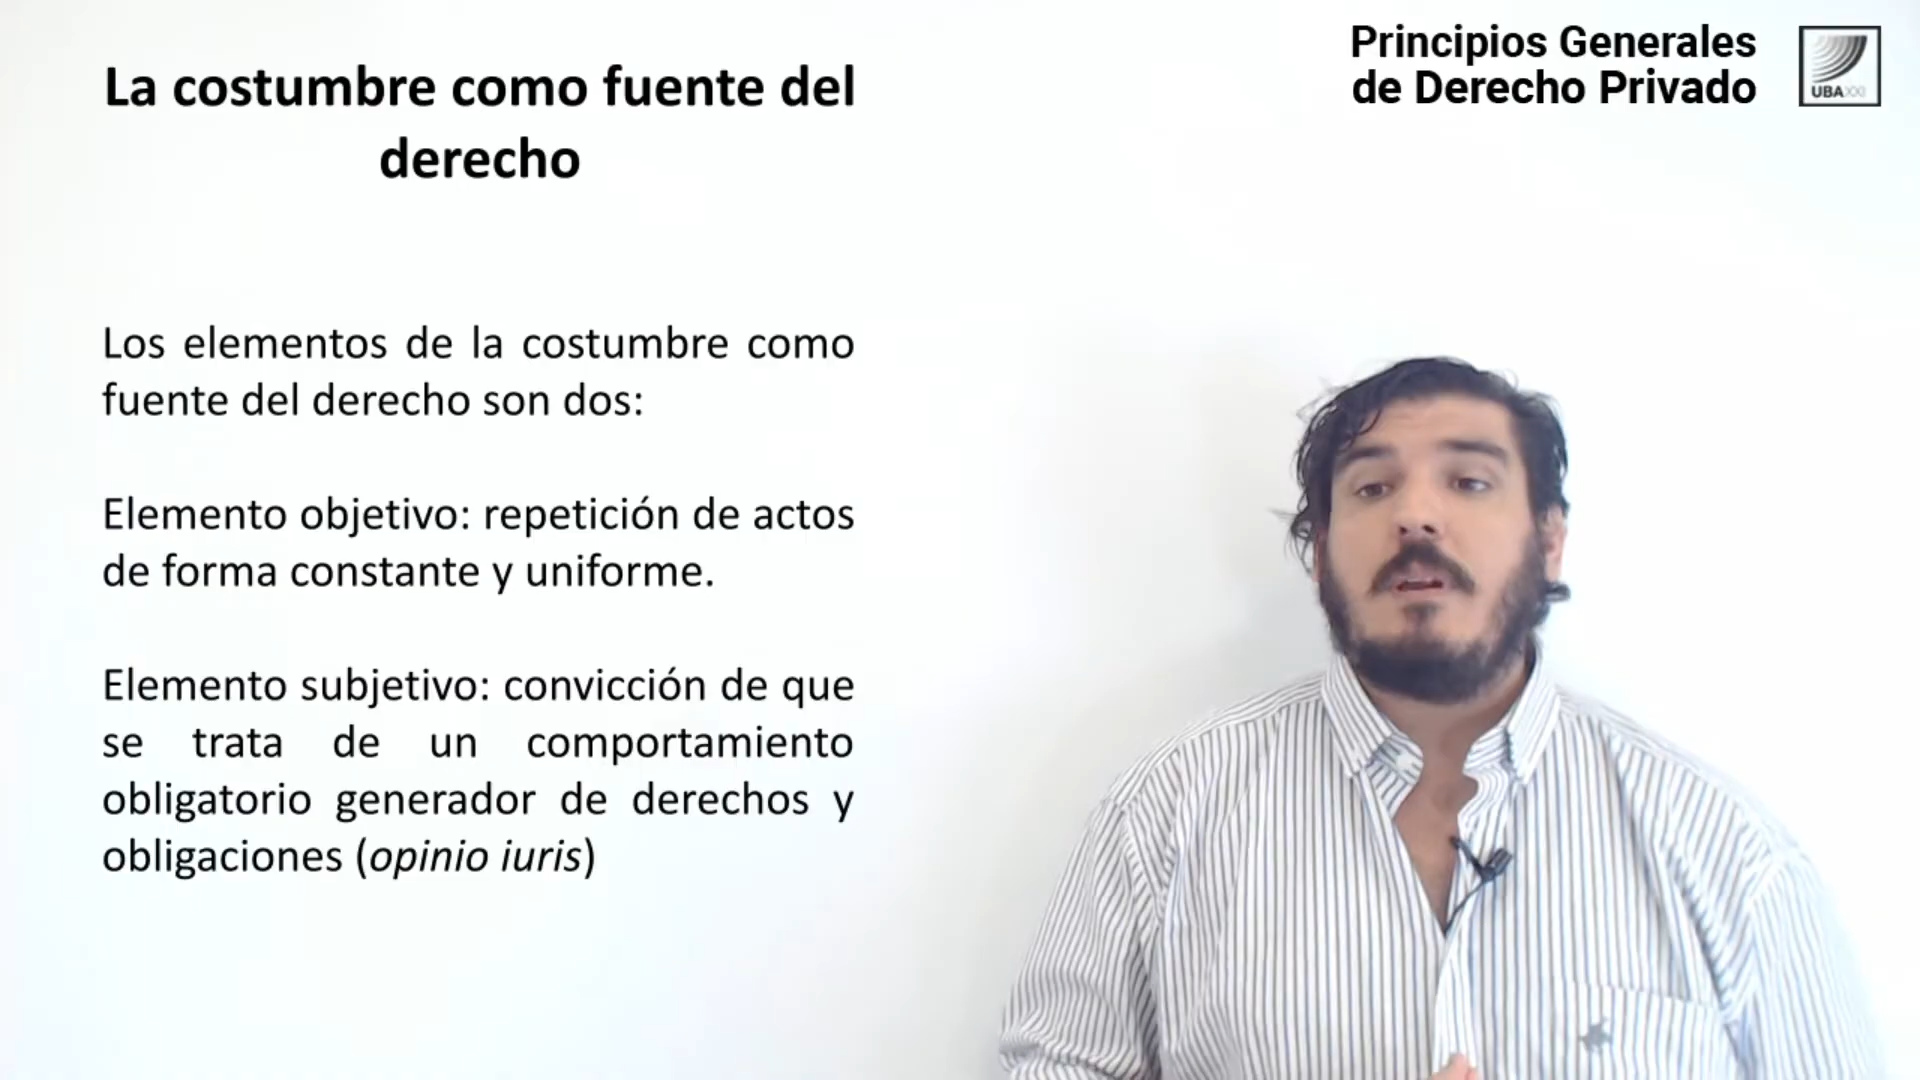 La costumbre como fuente del
derecho
Principios Generales
de Derecho Privado
UBAXXI
Los elementos de la costumbre como
fuente del derecho son dos:
Elemento objetivo: repetición de actos
de forma constante y uniforme.
Elemento subjetivo: convicción de que
se trata de un comportamiento
obligatorio generador de derechos y
obligaciones (opinio iuris)